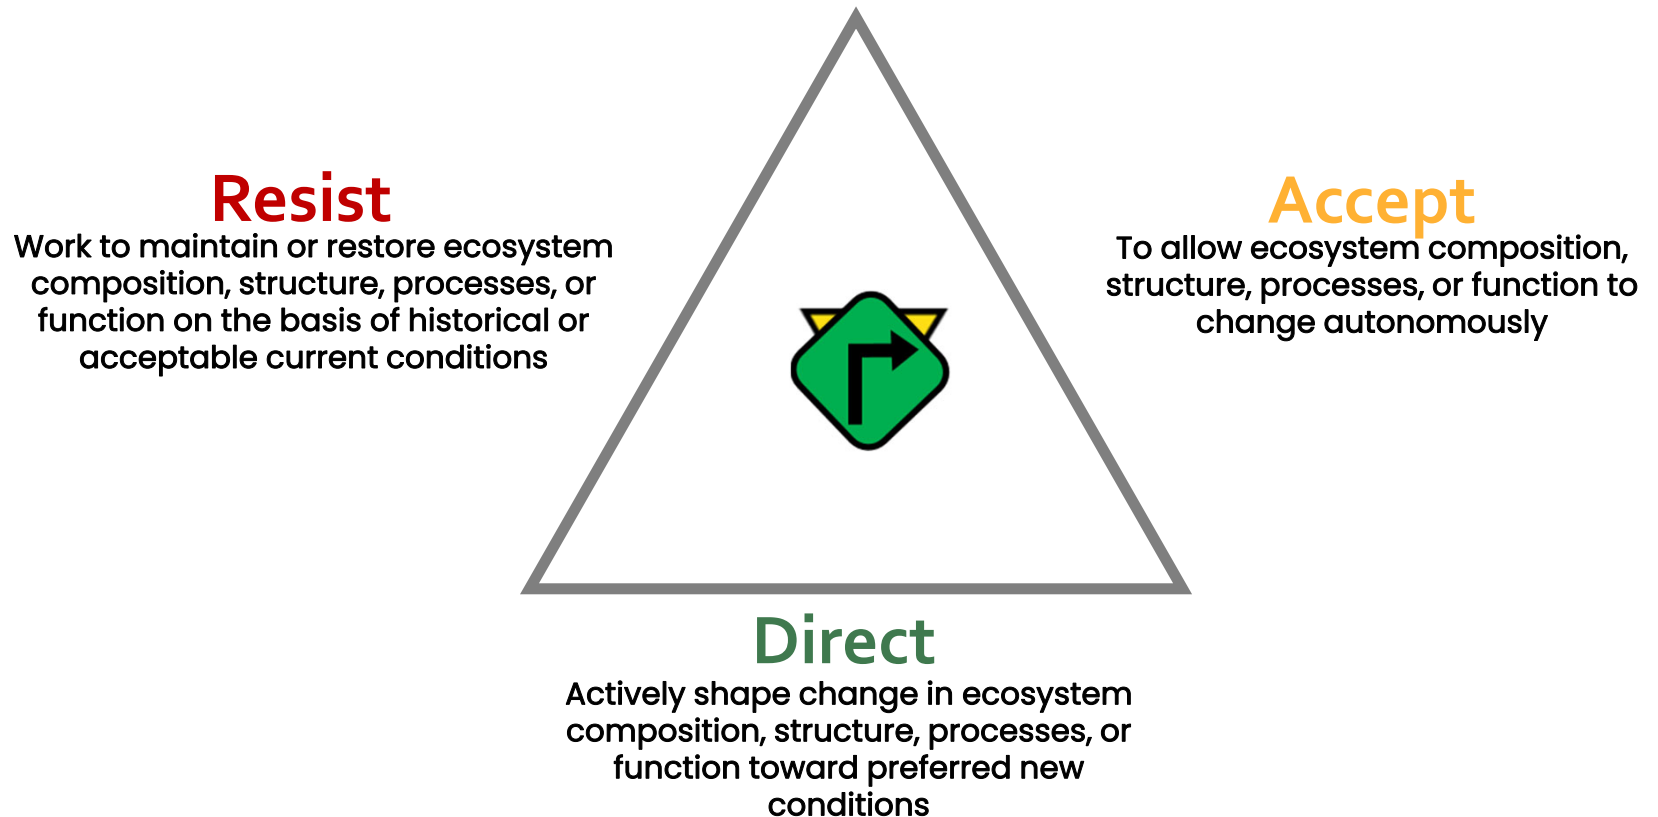 Resist
Work to maintain or restore ecosystem
composition, structure, processes, or
function on the basis of historical or
acceptable current conditions
Accept
To allow ecosystem composition,
structure, processes, or function to
change autonomously
Direct
Actively shape change in ecosystem
composition, structure, processes, or
function toward preferred new
conditions